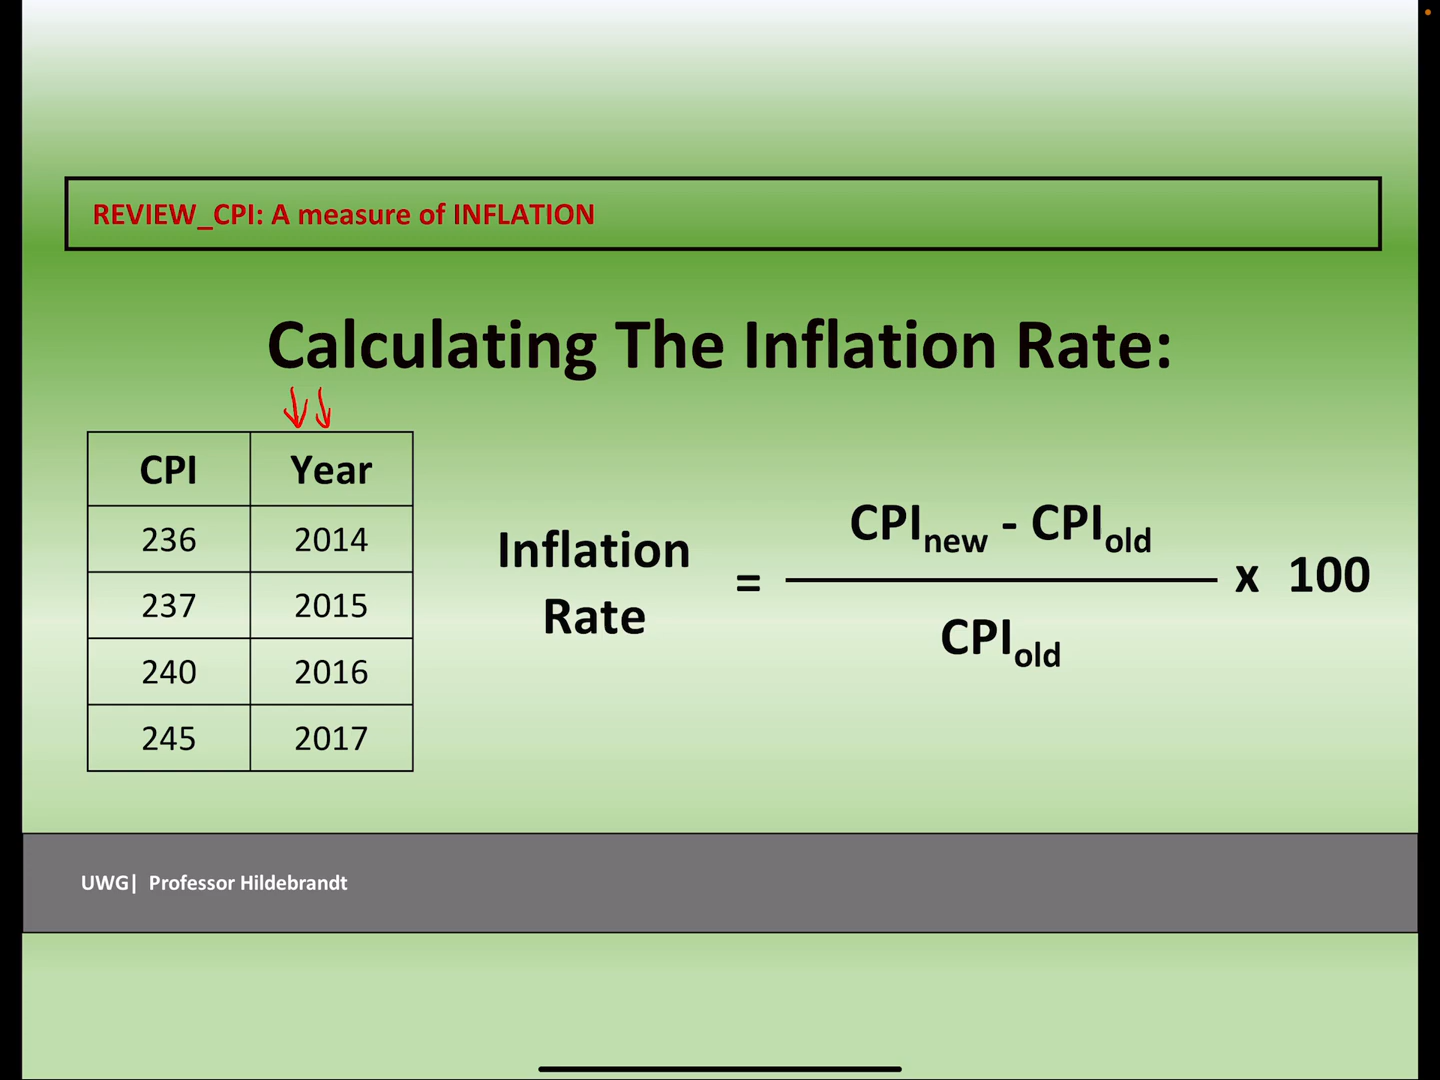 REVIEW_CPI: A measure of INFLATION
Calculating The Inflation Rate:
CPI Year
236 2014
237 2015
240 2016
245 2017
Inflation
Rate
=
CPInew - CPIold
CPIold
x 100
UWG| Professor Hildebrandt